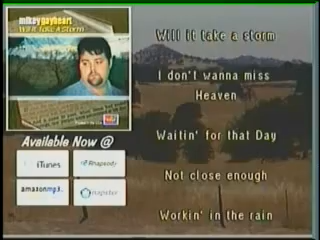 mikey gayheart
Will It Take A Storm
Available Now @
iTunes
Rhapsody
amazonmp3
Napster
Will it take a storm
I don't wanna miss
Heaven
Waitin' for that Day
Not close enough
Workin' in the rain